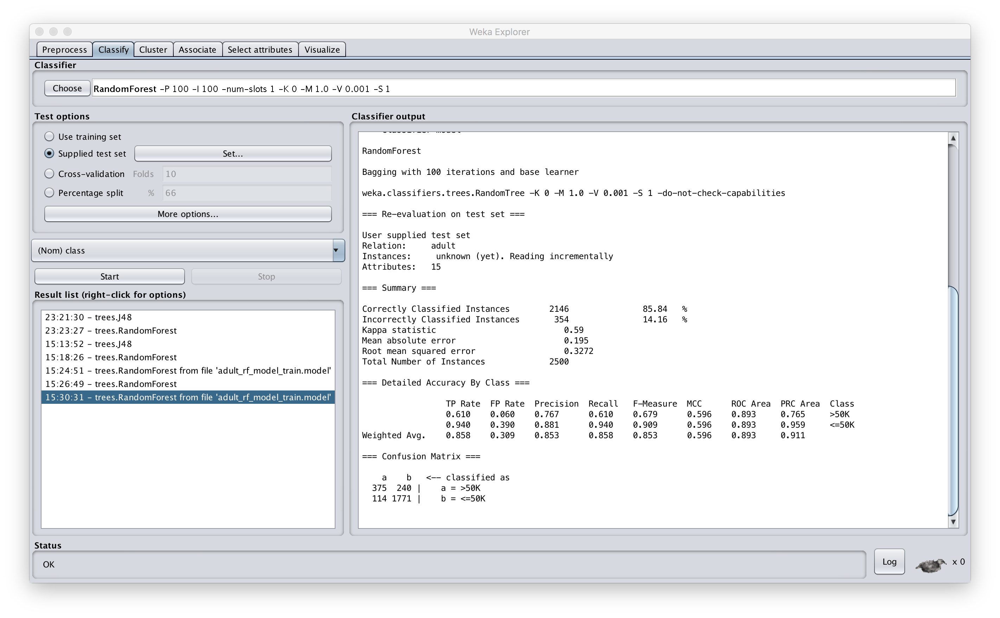 Weka Explorer
Preprocess Classify Cluster Associate Select attributes Visualize
Classifier
Choose RandomForest -P 100 -I 100 -num-slots 1 -K 0 -M 1.0 -V 0.001 -S 1
Test options
Use training set
Supplied test set Set...
Cross-validation Folds 10
Percentage split % 66
More options...
(Nom) class
Start Stop
Result list (right-click for options)
23:21:30 - trees.J48
23:23:27 - trees.RandomForest
15:13:52 - trees.J48
15:18:26 - trees.RandomForest
15:24:51 - trees.RandomForest from file 'adult_rf_model_train.model'
15:26:49 - trees.RandomForest
15:30:31 - trees.RandomForest from file 'adult_rf_model_train.model'
Classifier output
Classifier model
RandomForest
Bagging with 100 iterations and base learner
weka.classifiers.trees.RandomTree -K 0 -M 1.0 -V 0.001 -S 1 -do-not-check-capabilities
=== Re-evaluation on test set ===
User supplied test set
Relation: adult
Instances: unknown (yet). Reading incrementally
Attributes: 15
=== Summary ===
Correctly Classified Instances 2146 85.84 %
Incorrectly Classified Instances 354 14.16 %
Kappa statistic 0.59
Mean absolute error 0.195
Root mean squared error 0.3272
Total Number of Instances 2500
=== Detailed Accuracy By Class ===
TP Rate FP Rate Precision Recall F-Measure MCC ROC Area PRC Area Class
0.610 0.060 0.767 0.610 0.679 0.596 0.893 0.765 >50K
0.940 0.390 0.881 0.940 0.909 0.596 0.893 0.959 <=50K
Weighted Avg. 0.858 0.309 0.853 0.858 0.853 0.596 0.893 0.911
=== Confusion Matrix ===
a b <-- classified as
375 240 | a = >50K
114 1771 | b = <=50K
Status
OK
Log x 0